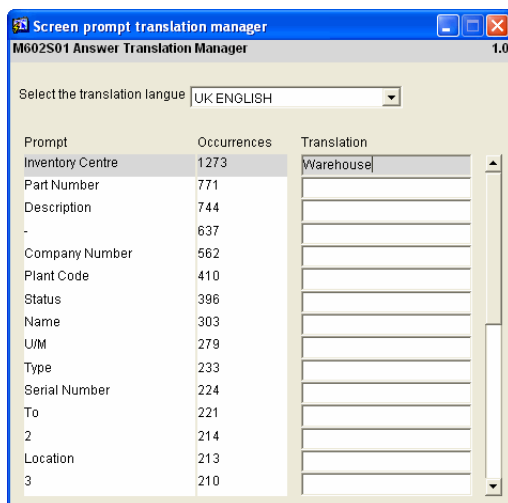 Screen prompt translation manager
M602S01 Answer Translation Manager 1.0
Select the translation langue UK ENGLISH
Prompt Occurrences Translation
Inventory Centre 1273 Warehouse
Part Number 771
Description 744
- 637
Company Number 562
Plant Code 410
Status 396
Name 303
U/M 279
Type 233
Serial Number 224
To 221
2 214
Location 213
3 210